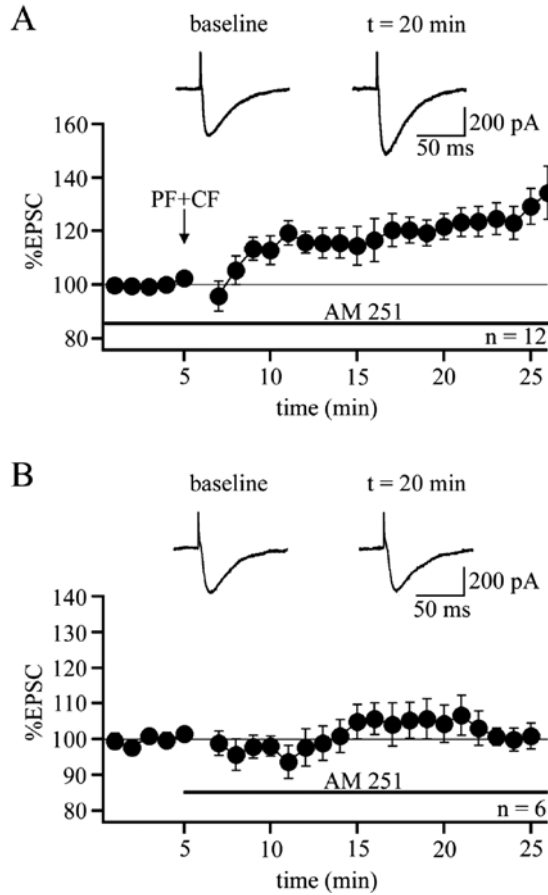 A
baseline
t = 20 min
200 pA
50 ms
160
140
120
100
80
%EPSC
PF+CF
AM 251
n = 12
5
10
15
20
25
time (min)
B
baseline
t = 20 min
200 pA
50 ms
140
130
120
110
100
90
80
%EPSC
AM 251
n = 6
5
10
15
20
25
time (min)